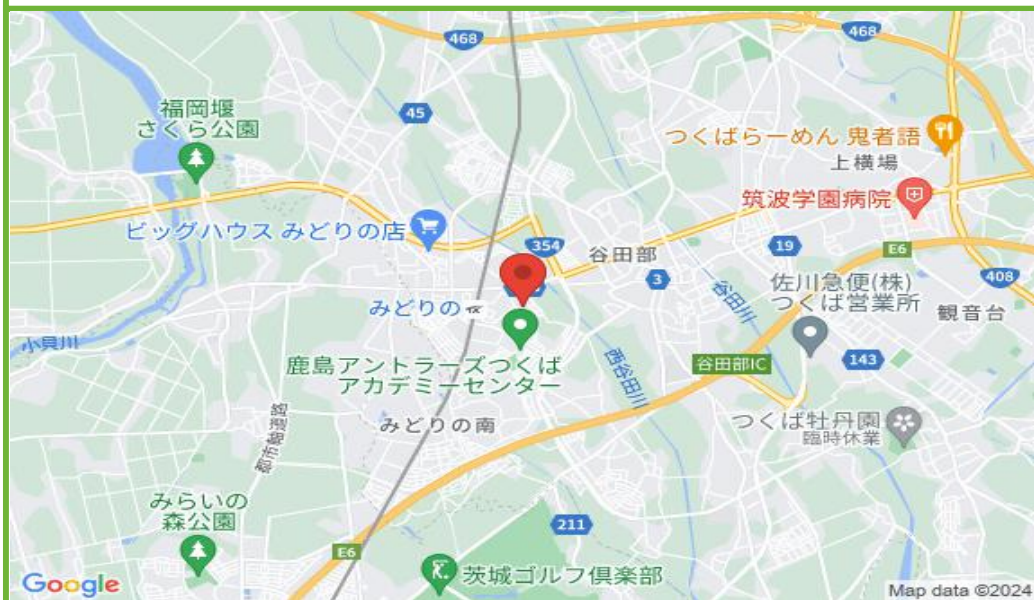 468
468
45
福岡堰
さくら公園
つくばらーめん 鬼者語
上横場
筑波学園病院
ビッグハウス みどりの店
354
谷田部
19
E6
3
408
佐川急便(株)
つくば営業所
谷田川
観音台
みどりの
小貝川
鹿島アントラーズつくば
アカデミーセンター
西谷田川
谷田部IC
143
みどりの南
つくば牡丹園
臨時休業
都市軸道路
みらいの
森公園
211
E6
茨城ゴルフ倶楽部
Google
Map data ©2024